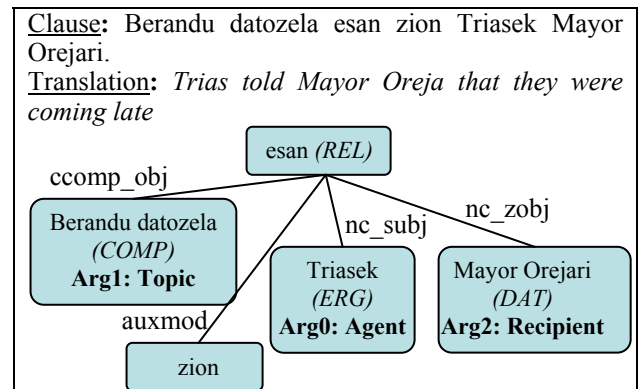 Clause: Berandu datozela esan zion Triasek Mayor
Orejari.
Translation: Trias told Mayor Oreja that they were
coming late
esan (REL)
ccomp_obj
nc_subj
nc_zobj
Berandu datozela
(COMP)
Arg1: Topic
Triasek
(ERG)
Arg0: Agent
Mayor Orejari
(DAT)
Arg2: Recipient
auxmod
zion